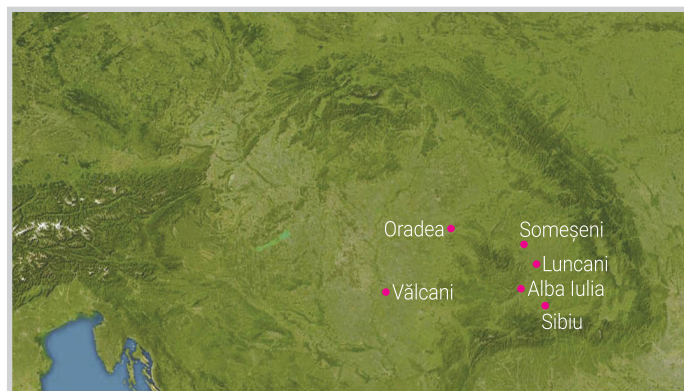 Oradea
Someșeni
Luncani
Vălcani
Alba Iulia
Sibiu